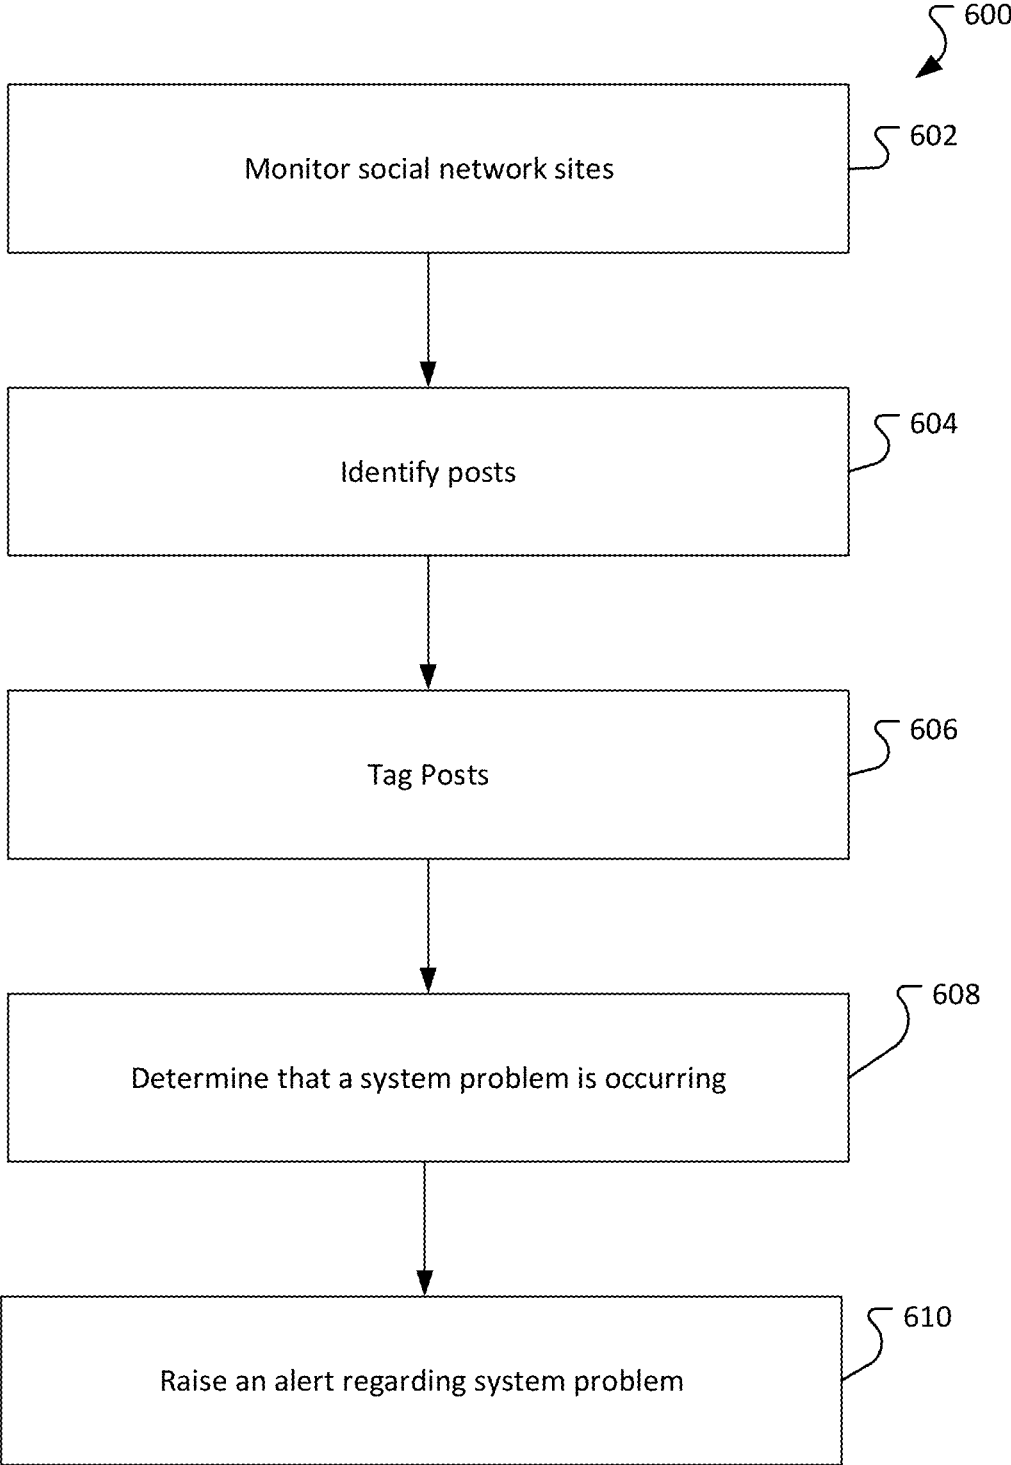 600
Monitor social network sites
602
Identify posts
604
Tag Posts
606
Determine that a system problem is occurring
608
Raise an alert regarding system problem
610